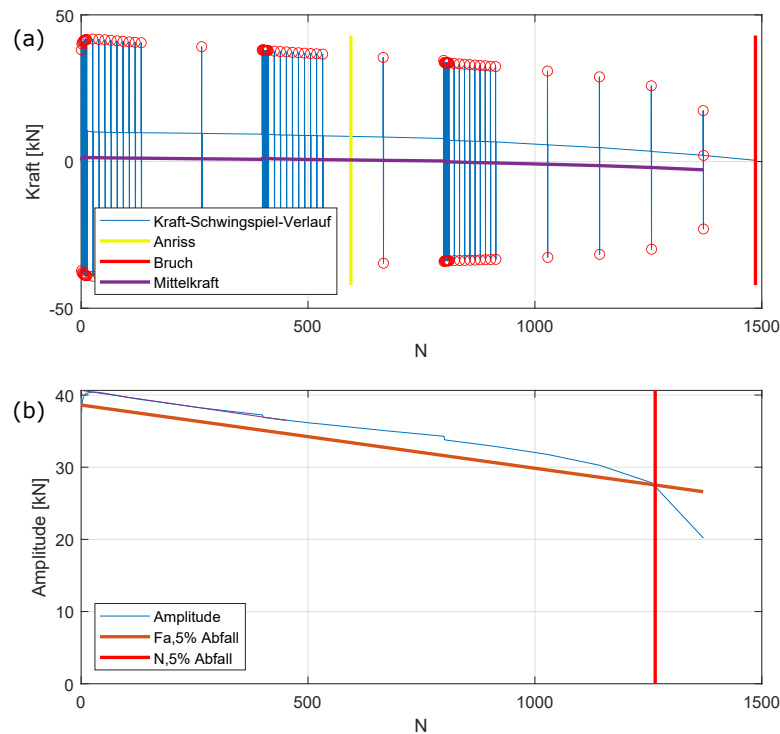 (a)
50
0
-50
Kraft [kN]
Kraft-Schwingspiel-Verlauf
Anriss
Bruch
Mittelkraft
0
500
1000
1500
N
(b)
40
30
20
10
0
Amplitude [kN]
Amplitude
Fa,5% Abfall
N,5% Abfall
0
500
1000
1500
N